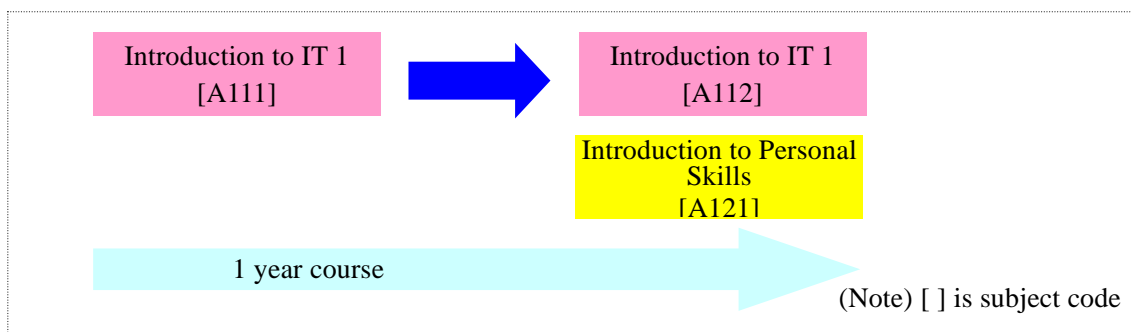 Introduction to IT 1
[A111]
Introduction to IT 1
[A112]
Introduction to Personal
Skills
[A121]
1 year course
(Note) [ ] is subject code